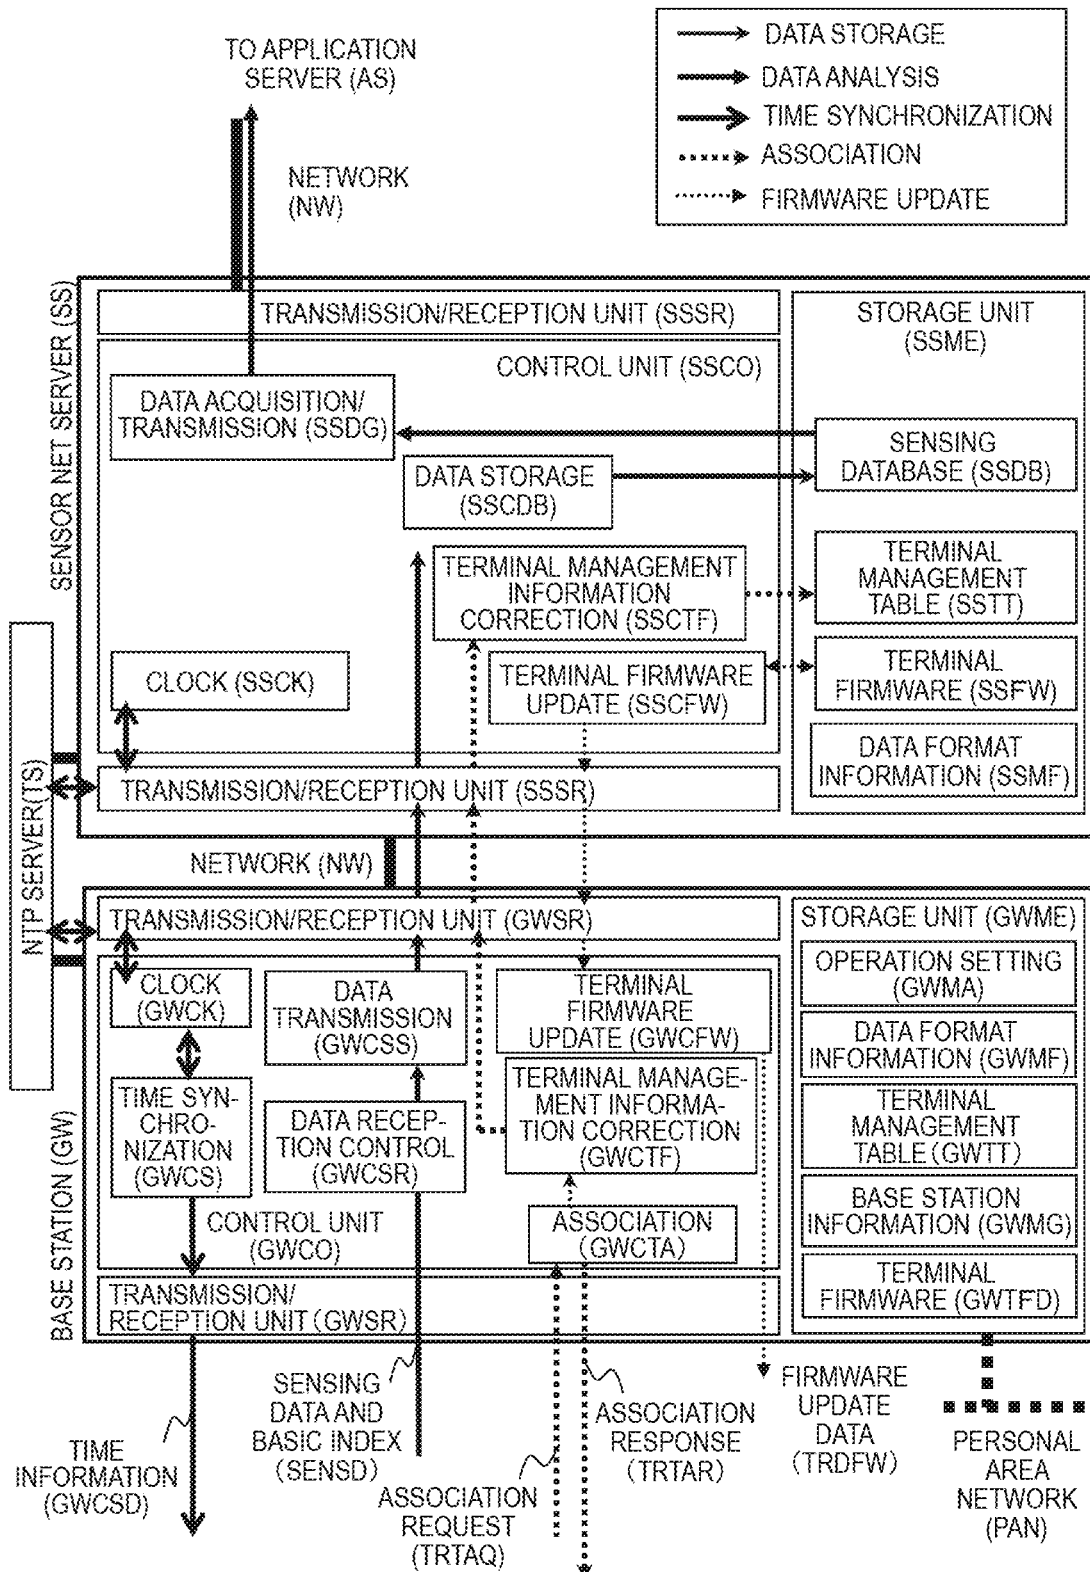 DATA STORAGE
DATA ANALYSIS
TIME SYNCHRONIZATION
ASSOCIATION
FIRMWARE UPDATE
TO APPLICATION
SERVER (AS)
NETWORK
(NW)
SENSOR NET SERVER (SS)
TRANSMISSION/RECEPTION UNIT (SSSR)
STORAGE UNIT
(SSME)
CONTROL UNIT (SSCO)
DATA ACQUISITION/
TRANSMISSION (SSDG)
SENSING
DATABASE (SSDB)
DATA STORAGE
(SSCDB)
TERMINAL MANAGEMENT
INFORMATION
CORRECTION (SSCTF)
TERMINAL
MANAGEMENT
TABLE (SSTT)
CLOCK (SSCK)
TERMINAL FIRMWARE
UPDATE (SSCFW)
TERMINAL
FIRMWARE (SSFW)
DATA FORMAT
INFORMATION (SSMF)
TRANSMISSION/RECEPTION UNIT (SSSR)
NTP SERVER(TS)
NETWORK (NW)
BASE STATION (GW)
TRANSMISSION/RECEPTION UNIT (GWSR)
STORAGE UNIT (GWME)
CLOCK
(GWCK)
DATA
TRANSMISSION
(GWCSS)
TERMINAL
FIRMWARE
UPDATE (GWCFW)
OPERATION SETTING
(GWMA)
DATA FORMAT
INFORMATION (GWMF)
TIME SYN-
CHRO-
NIZATION
(GWCS)
DATA RECEP-
TION CONTROL
(GWCSR)
TERMINAL MANAGE-
MENT INFORMA-
TION CORRECTION
(GWCTF)
TERMINAL
MANAGEMENT
TABLE (GWTT)
CONTROL UNIT
(GWCO)
ASSOCIATION
(GWCTA)
BASE STATION
INFORMATION (GWMG)
TRANSMISSION/
RECEPTION UNIT (GWSR)
TERMINAL
FIRMWARE (GWTFD)
TIME
INFORMATION
(GWCSD)
SENSING
DATA AND
BASIC INDEX
(SENSD)
ASSOCIATION
REQUEST
(TRTAQ)
ASSOCIATION
RESPONSE
(TRTAR)
FIRMWARE
UPDATE
DATA
(TRDFW)
PERSONAL
AREA
NETWORK
(PAN)